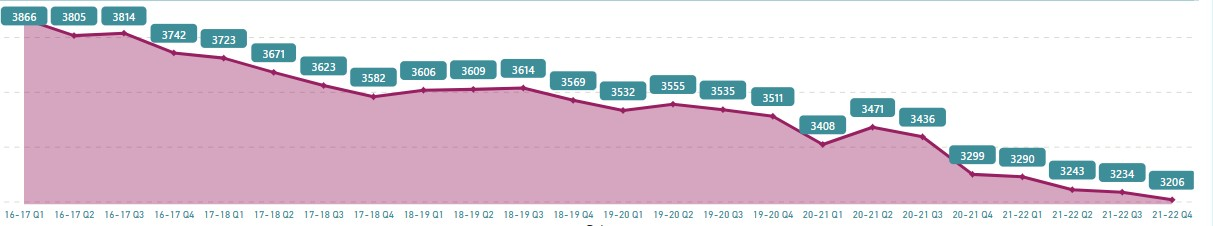 3866 3805 3814 3742 3723 3671 3623 3582 3606 3609 3614 3569 3532 3555 3535 3511 3408 3471 3436 3299 3290 3243 3234 3206
16-17 Q1 16-17 Q2 16-17 Q3 16-17 Q4 17-18 Q1 17-18 Q2 17-18 Q3 17-18 Q4 18-19 Q1 18-19 Q2 18-19 Q3 18-19 Q4 19-20 Q1 19-20 Q2 19-20 Q3 19-20 Q4 20-21 Q1 20-21 Q2 20-21 Q3 20-21 Q4 21-22 Q1 21-22 Q2 21-22 Q3 21-22 Q4